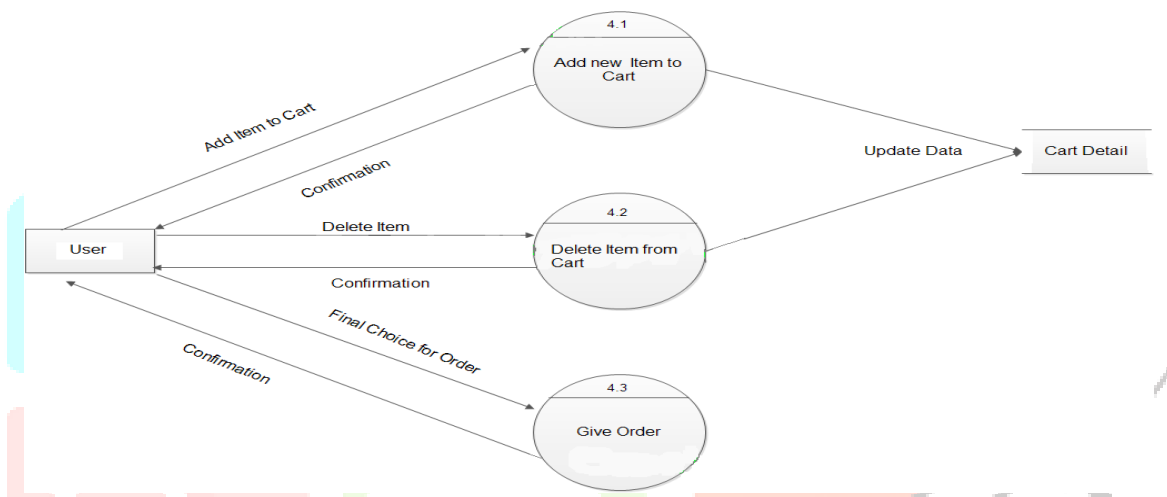 4.1
Add new Item to
Cart
Add Item to Cart
Confirmation
Update Data
Cart Detail
4.2
Delete Item
User
Delete Item from
Cart
Confirmation
Final Choice for Order
Confirmation
4.3
Give Order